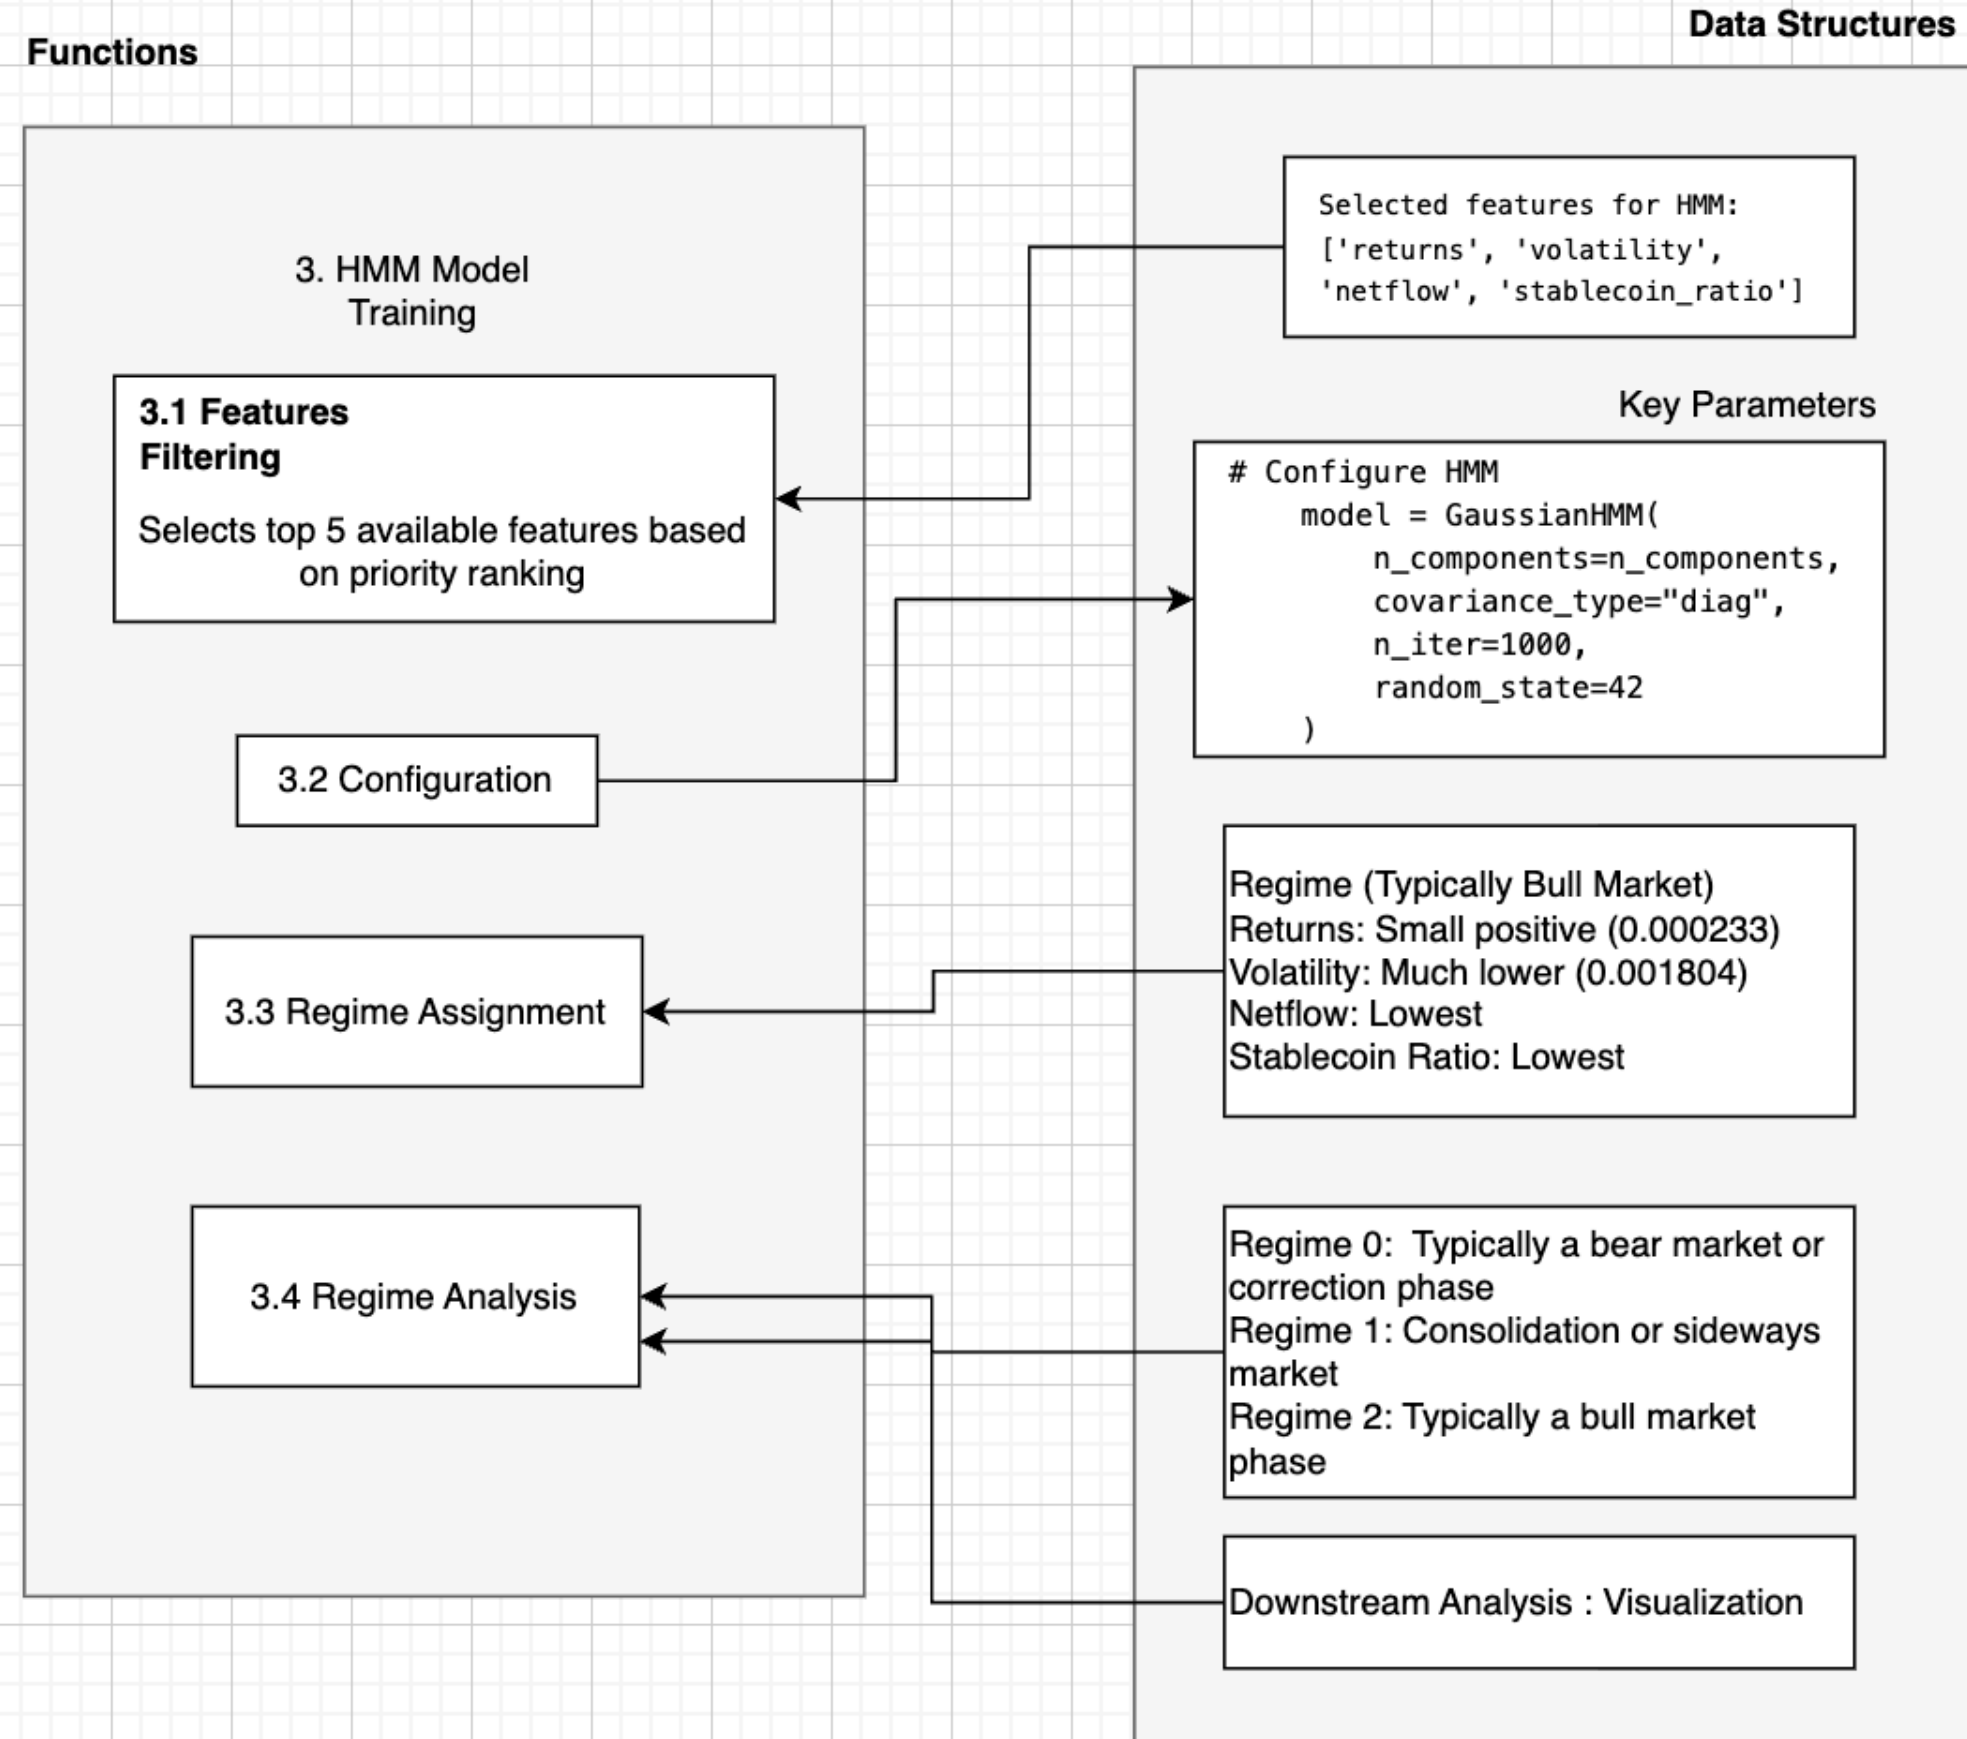 Functions
Data Structures
3. HMM Model
Training
3.1 Features
Filtering
Selects top 5 available features based
on priority ranking
3.2 Configuration
3.3 Regime Assignment
3.4 Regime Analysis
Selected features for HMM:
['returns', 'volatility',
'netflow', 'stablecoin_ratio']
Key Parameters
# Configure HMM
    model = GaussianHMM(
        n_components=n_components,
        covariance_type="diag",
        n_iter=1000,
        random_state=42
    )
Regime (Typically Bull Market)
Returns: Small positive (0.000233)
Volatility: Much lower (0.001804)
Netflow: Lowest
Stablecoin Ratio: Lowest
Regime 0:  Typically a bear market or
correction phase
Regime 1: Consolidation or sideways
market
Regime 2: Typically a bull market
phase
Downstream Analysis : Visualization